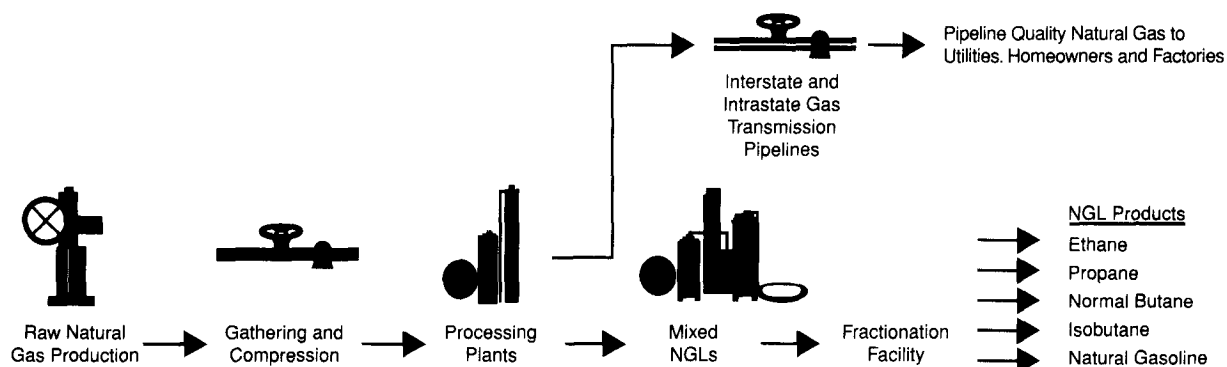 Pipeline Quality Natural Gas to
Utilities. Homeowners and Factories
Interstate and
Intrastate Gas
Transmission
Pipelines
NGL Products
Ethane
Propane
Normal Butane
Isobutane
Natural Gasoline
Raw Natural
Gas Production
Gathering and
Compression
Processing
Plants
Mixed
NGLs
Fractionation
Facility